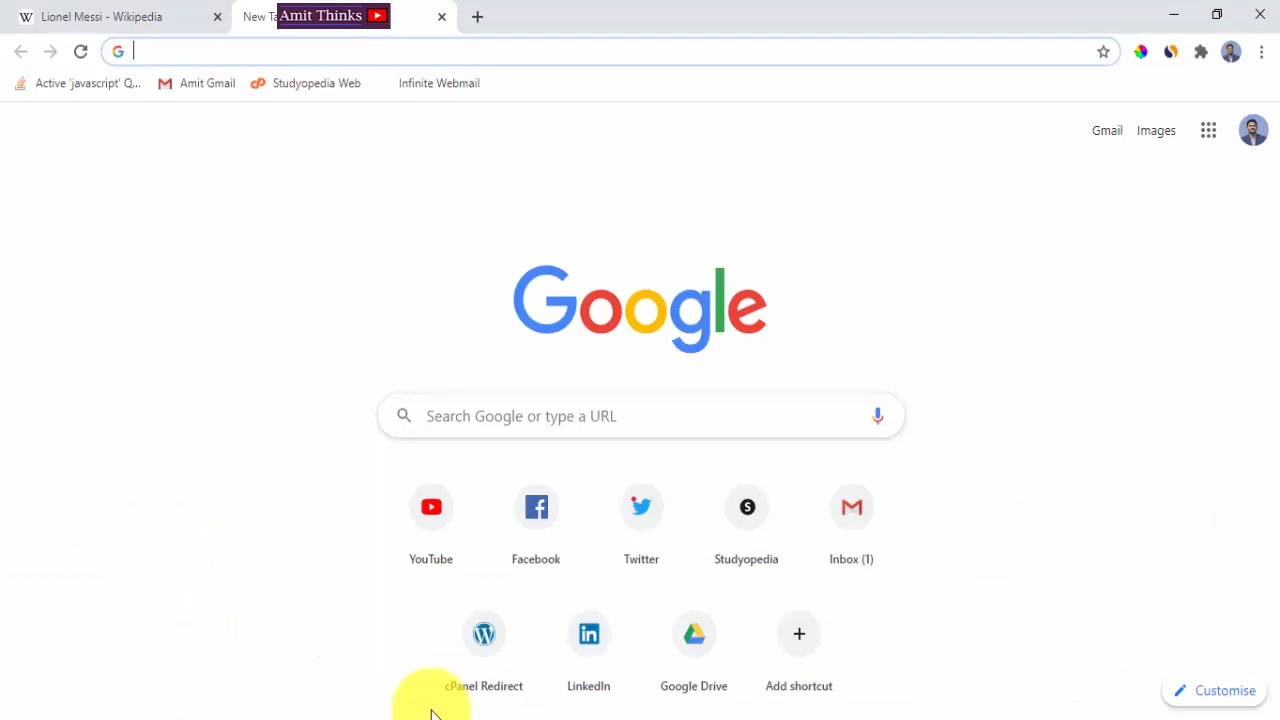 Lionel Messi - Wikipedia
New Ta
Amit Thinks
Active 'javascript' Q...
Amit Gmail
Studyopedia Web
Infinite Webmail
Gmail
Images
Google
Search Google or type a URL
YouTube
Facebook
Twitter
Studyopedia
Inbox (1)
cPanel Redirect
LinkedIn
Google Drive
Add shortcut
Customise